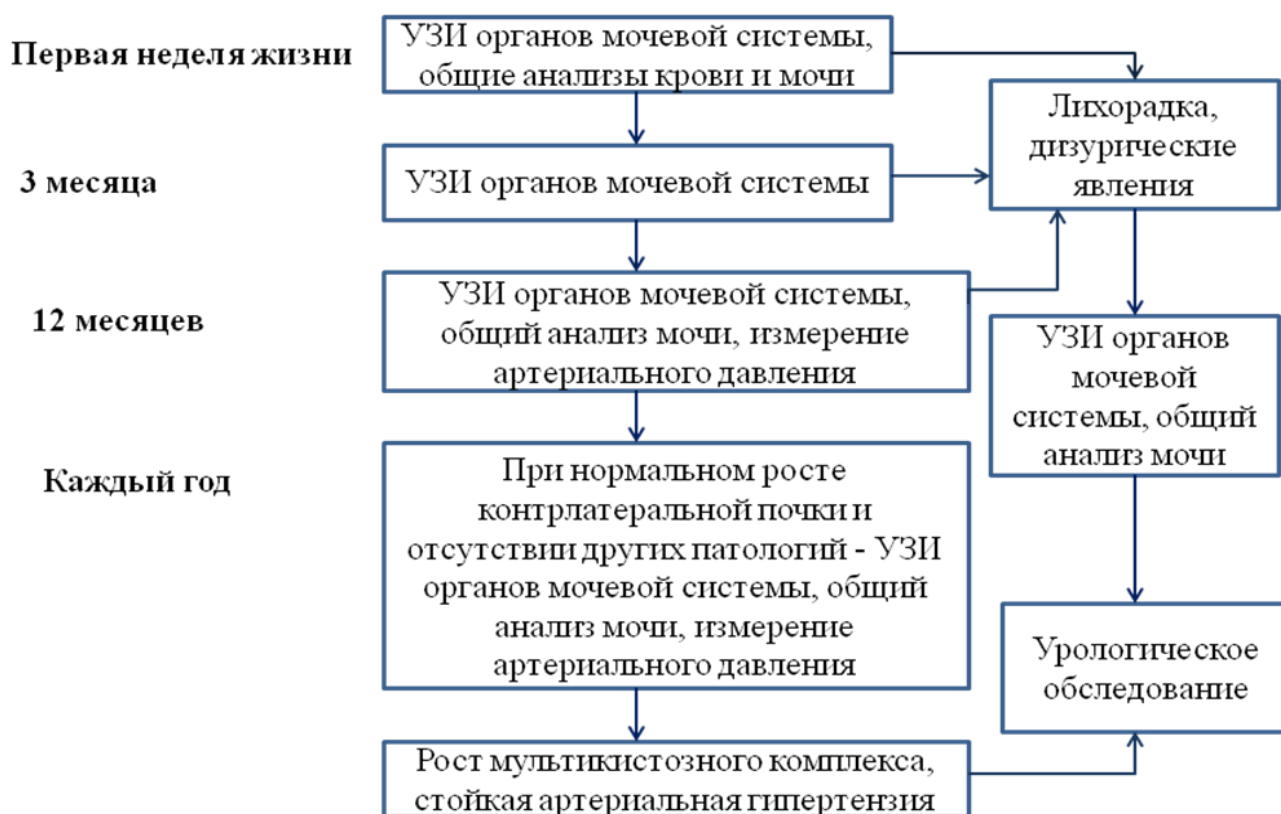 Первая неделя жизни
УЗИ органов мочевой системы,
общие анализы крови и мочи
Лихорадка,
дизурические
явления
3 месяца
УЗИ органов мочевой системы
12 месяцев
УЗИ органов мочевой системы,
общий анализ мочи, измерение
артериального давления
УЗИ органов
мочевой
системы, общий
анализ мочи
Каждый год
При нормальном росте
контрлатеральной почки и
отсутствии других патологий - УЗИ
органов мочевой системы, общий
анализ мочи, измерение
артериального давления
Урологическое
обследование
Рост мультикистозного комплекса,
стойкая артериальная гипертензия